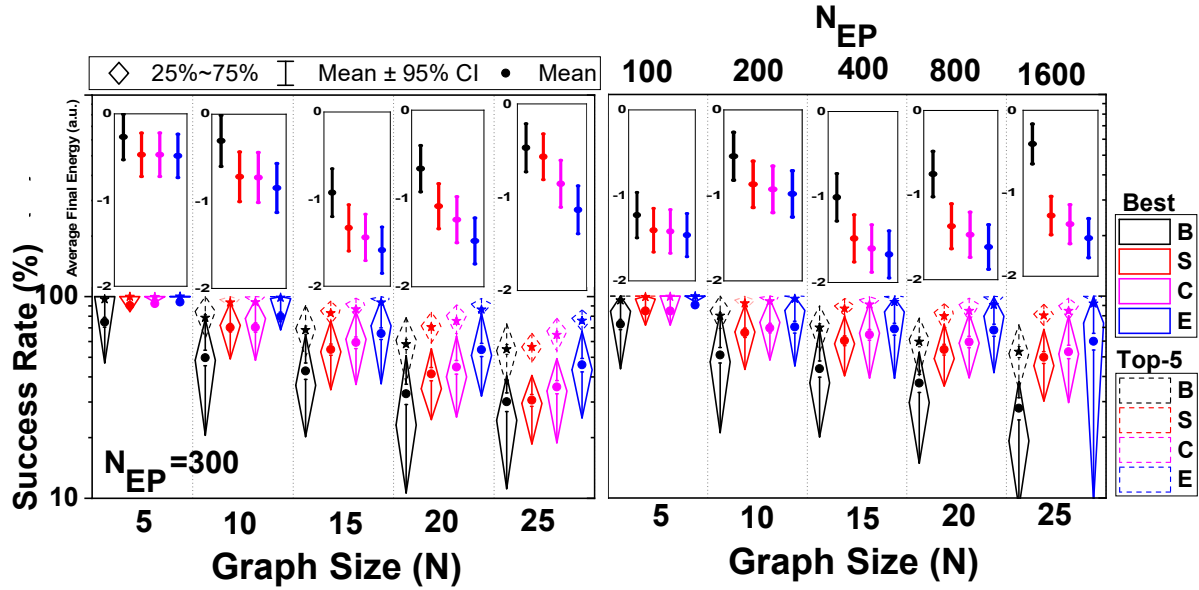 N_EP
25%~75% Mean ± 95% CI Mean
100 200 400 800 1600
Average Final Energy (a.u.)
0 -1 -2
0 -1 -2
0 -1 -2
0 -1 -2
0 -1 -2
0 -1 -2
0 -1 -2
0 -1 -2
0 -1 -2
0 -1 -2
Success Rate (%)
100
10
N_EP=300
5 10 15 20 25
Graph Size (N)
5 10 15 20 25
Graph Size (N)
Best
B
S
C
E
Top-5
B
S
C
E